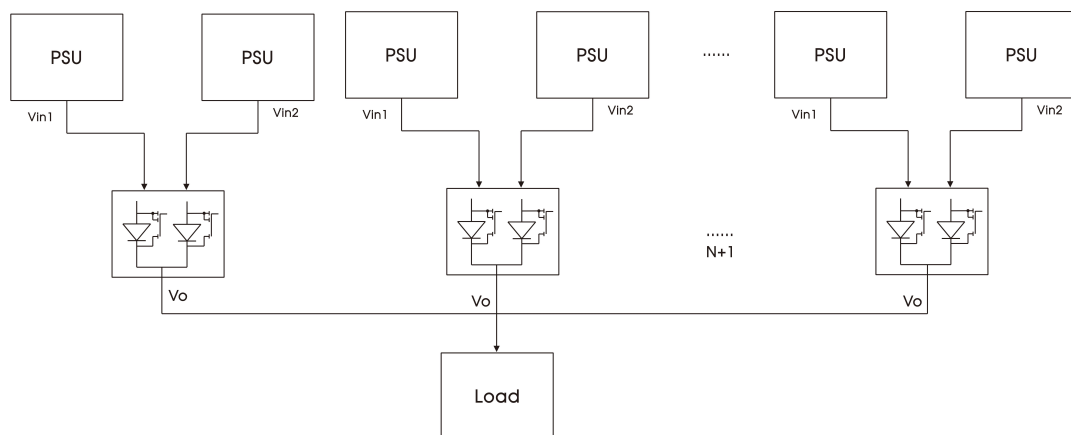 PSU
PSU
PSU
PSU
......
PSU
PSU
Vin1
Vin2
Vin1
Vin2
Vin1
Vin2
......
N+1
Vo
Vo
Vo
Load